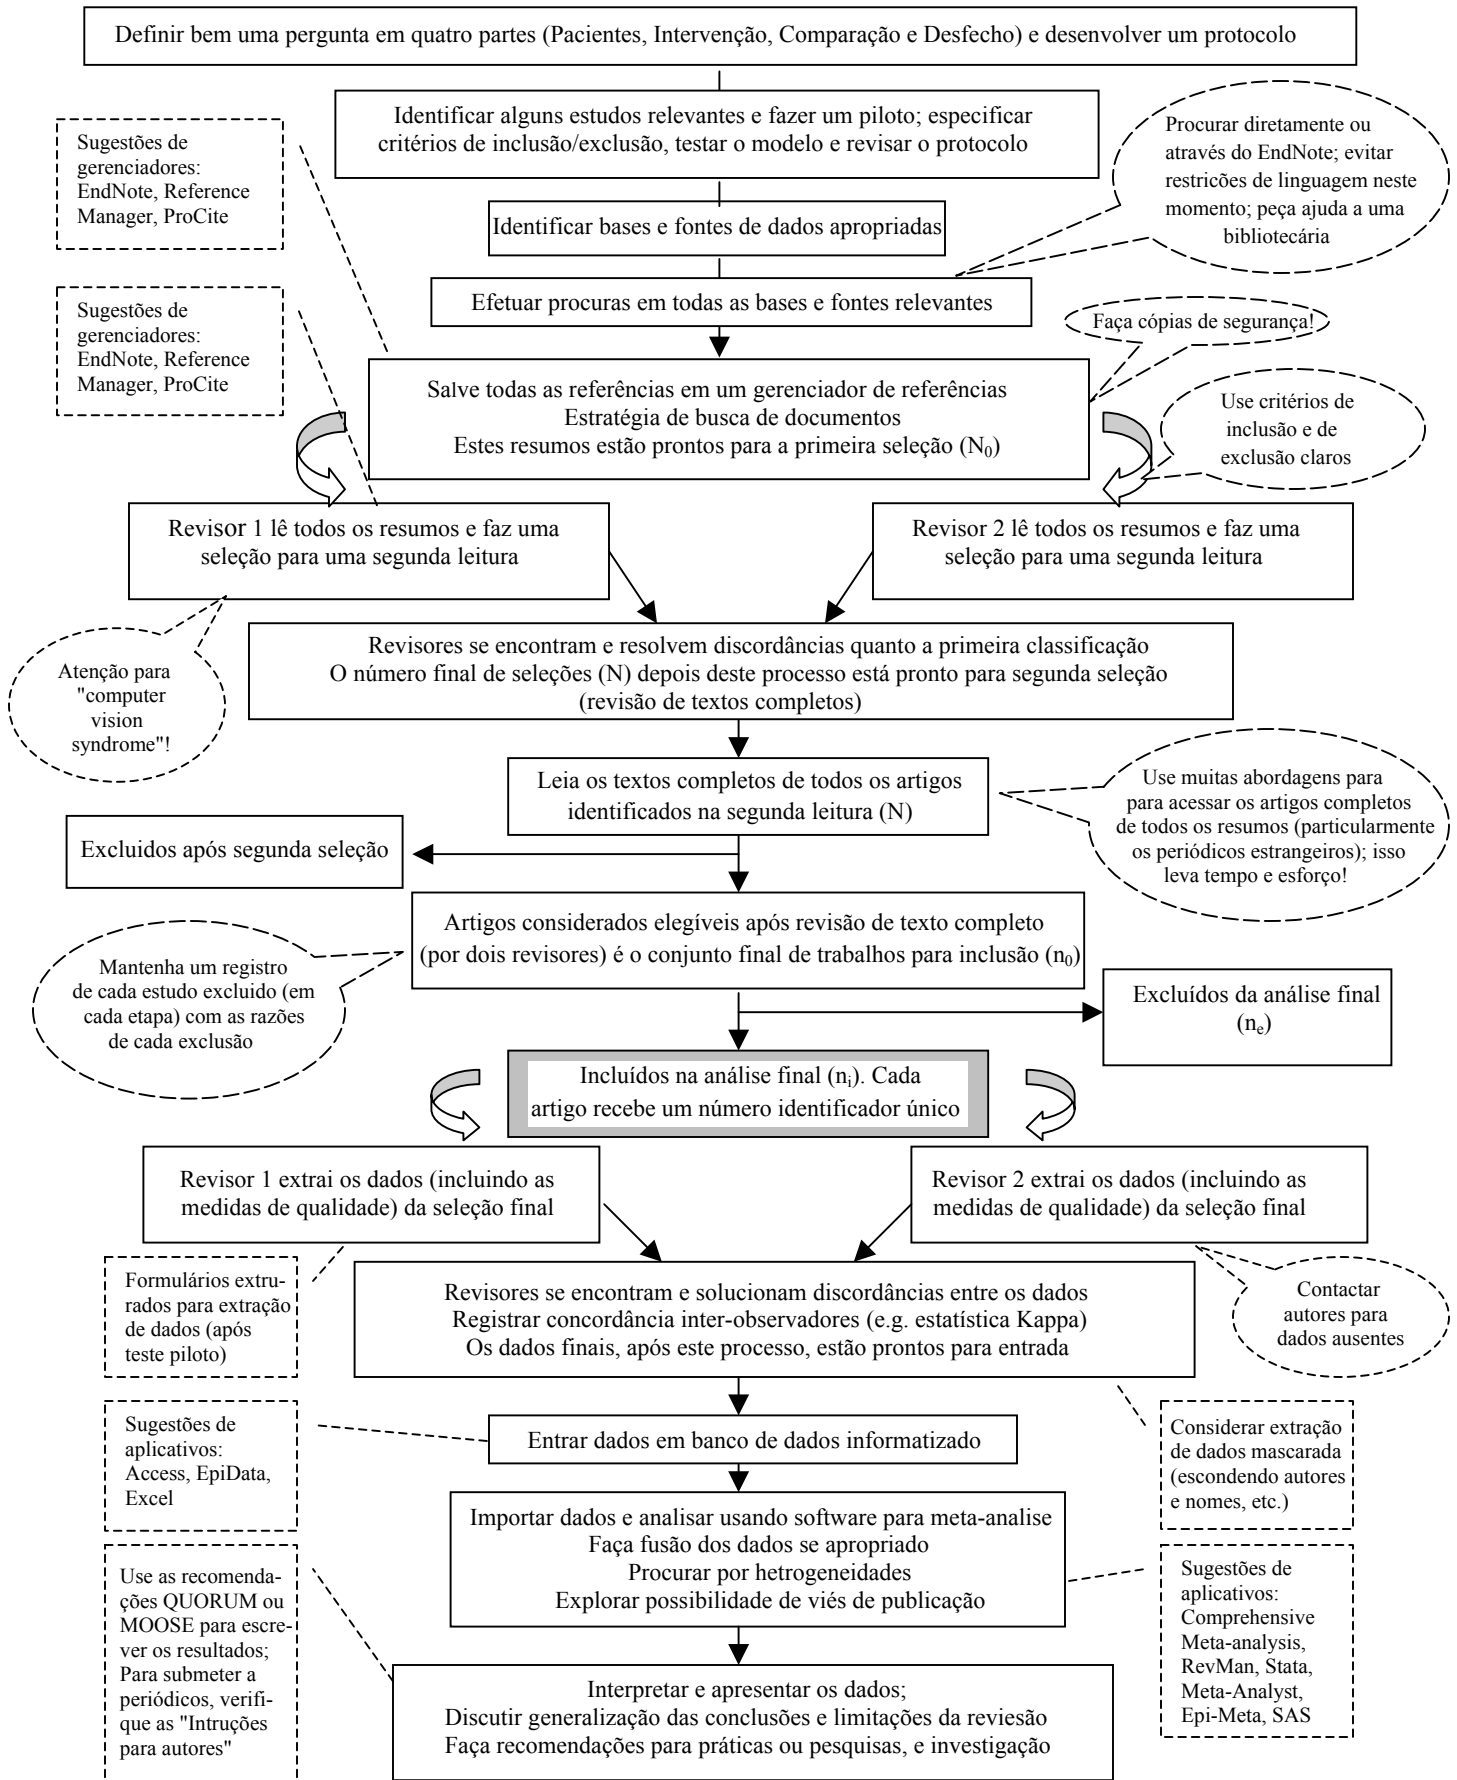 Definir bem uma pergunta em quatro partes (Pacientes, Intervenção, Comparação e Desfecho) e desenvolver um protocolo
Identificar alguns estudos relevantes e fazer um piloto; especificar
critérios de inclusão/exclusão, testar o modelo e revisar o protocolo
Procurar diretamente ou
através do EndNote; evitar
restricões de linguagem neste
momento; peça ajuda a uma
bibliotecária
Sugestões de
gerenciadores:
EndNote, Reference
Manager, ProCite
Identificar bases e fontes de dados apropriadas
Efetuar procuras em todas as bases e fontes relevantes
Sugestões de
gerenciadores:
EndNote, Reference
Manager, ProCite
Faça cópias de segurança!
Salve todas as referências em um gerenciador de referências
Estratégia de busca de documentos
Estes resumos estão prontos para a primeira seleção (N0)
Use critérios de
inclusão e de
exclusão claros
Revisor 1 lê todos os resumos e faz uma
seleção para uma segunda leitura
Revisor 2 lê todos os resumos e faz uma
seleção para uma segunda leitura
Revisores se encontram e resolvem discordâncias quanto a primeira classificação
O número final de seleções (N) depois deste processo está pronto para segunda seleção
(revisão de textos completos)
Atenção para
"computer
vision
syndrome"!
Leia os textos completos de todos os artigos
identificados na segunda leitura (N)
Use muitas abordagens para
para acessar os artigos completos
de todos os resumos (particularmente
os periódicos estrangeiros); isso
leva tempo e esforço!
Excluidos após segunda seleção
Artigos considerados elegíveis após revisão de texto completo
(por dois revisores) é o conjunto final de trabalhos para inclusão (n0)
Mantenha um registro
de cada estudo excluido (em
cada etapa) com as razões
de cada exclusão
Excluídos da análise final
(ne)
Incluídos na análise final (ni). Cada
artigo recebe um número identificador único
Revisor 1 extrai os dados (incluindo as
medidas de qualidade) da seleção final
Revisor 2 extrai os dados (incluindo as
medidas de qualidade) da seleção final
Formulários extru-
rados para extração
de dados (após
teste piloto)
Revisores se encontram e solucionam discordâncias entre os dados
Registrar concordância inter-observadores (e.g. estatística Kappa)
Os dados finais, após este processo, estão prontos para entrada
Contactar
autores para
dados ausentes
Sugestões de
aplicativos:
Access, EpiData,
Excel
Entrar dados em banco de dados informatizado
Considerar extração
de dados mascarada
(escondendo autores
e nomes, etc.)
Importar dados e analisar usando software para meta-analise
Faça fusão dos dados se apropriado
Procurar por hetrogeneidades
Explorar possibilidade de viés de publicação
Use as recomenda-
ções QUORUM ou
MOOSE para escre-
ver os resultados;
Para submeter a
periódicos, verifi-
que as "Intruções
para autores"
Sugestões de
aplicativos:
Comprehensive
Meta-analysis,
RevMan, Stata,
Meta-Analyst,
Epi-Meta, SAS
Interpretar e apresentar os dados;
Discutir generalização das conclusões e limitações da reviesão
Faça recomendações para práticas ou pesquisas, e investigação